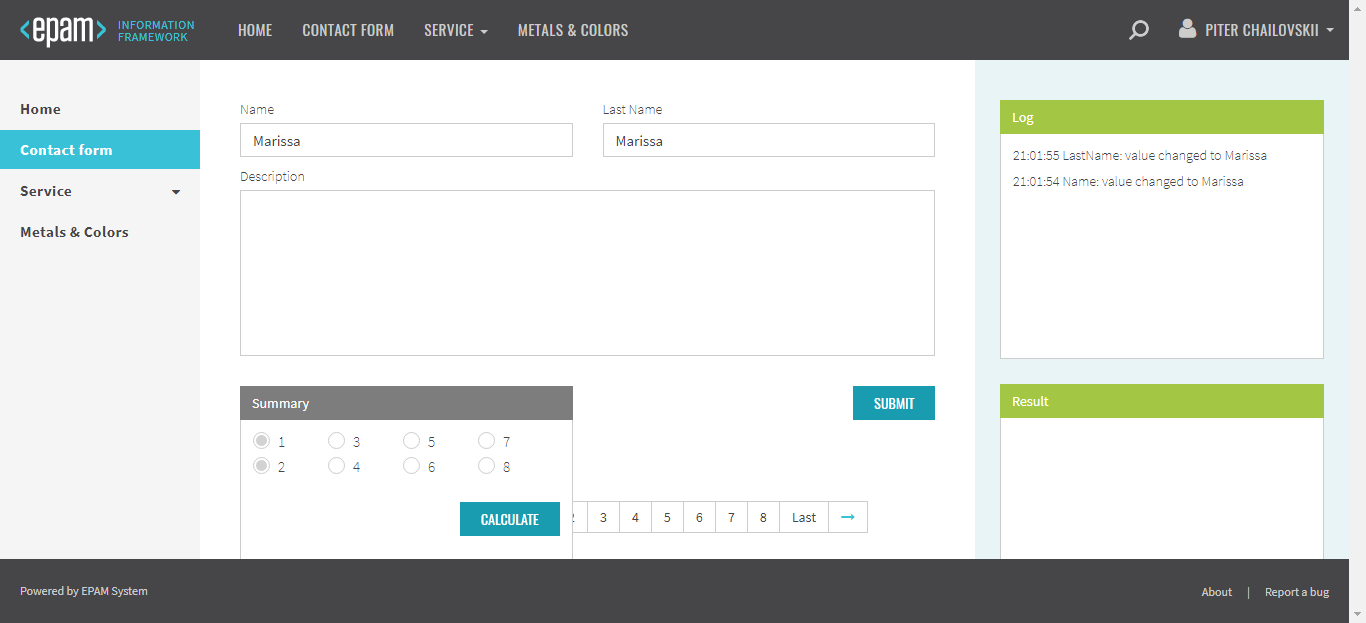 <epam> INFORMATION
FRAMEWORK
HOME CONTACT FORM SERVICE METALS & COLORS PITER CHAILOVSKII
Home
Contact form
Service
Metals & Colors
Name
Marissa
Last Name
Marissa
Description
Summary
1 3 5 7
2 4 6 8
CALCULATE
SUBMIT
3 4 5 6 7 8 Last →
Log
21:01:55 LastName: value changed to Marissa
21:01:54 Name: value changed to Marissa
Result
Powered by EPAM System
About | Report a bug